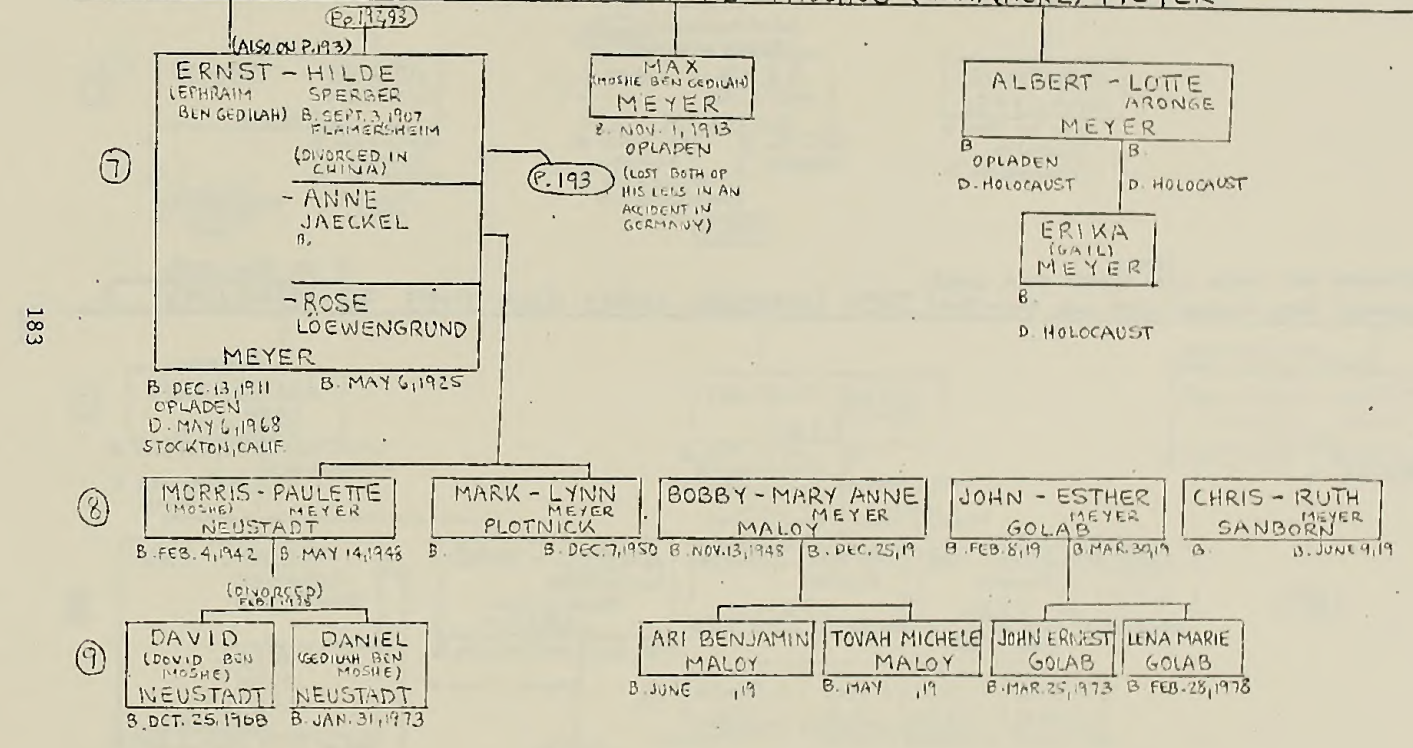 MEYER
Pp. 192,93
(ALSO ON P.193)
ERNST - HILDE
(EPHRAIM SPERBER
BEN GEDILAH) B. SEPT. 3, 1907
FLAMERSHEIM
(DIVORCED IN
CHINA)
- ANNE
JAECKEL
B.
- ROSE
LOEWENGRUND
MEYER
B. DEC. 13, 1911 B. MAY 6, 1925
OPLADEN
D. MAY 6, 1968
STOCKTON, CALIF.
7
P. 193
MAX
(MOSHE BEN GEDILAH)
MEYER
B. NOV. 1, 1913
OPLADEN
(LOST BOTH OF
HIS LEGS IN AN
ACCIDENT IN
GERMANY)
ALBERT - LOTTE
ARONGE
MEYER
B B.
OPLADEN
D. HOLOCAUST D. HOLOCAUST
ERIKA
(GAIL)
MEYER
B.
D. HOLOCAUST
183
8
MORRIS - PAULETTE
(MOSHE) MEYER
NEUSTADT
B. FEB. 4, 1942 B. MAY 14, 1948
(DIVORCED)
MARK - LYNN
MEYER
PLOTNICK
B. B. DEC. 7, 1950
BOBBY - MARY ANNE
MEYER
MALOY
B. NOV. 13, 1948 B. DEC. 25, 19
JOHN - ESTHER
MEYER
GOLAB
B. FEB. 8, 19 B. MAR. 30, 19
CHRIS - RUTH
MEYER
SANBORN
B. B. JUNE 9, 19
9
DAVID
(DOVID BEN
MOSHE)
NEUSTADT
B. OCT. 25, 1968
DANIEL
(GEDILAH BEN
MOSHE)
NEUSTADT
B. JAN. 31, 1973
ARI BENJAMIN
MALOY
B. JUNE ,19
TOVAH MICHELE
MALOY
B. MAY ,19
JOHN ERNEST
GOLAB
B. MAR. 25, 1973
LENA MARIE
GOLAB
B FEB. 28, 1978